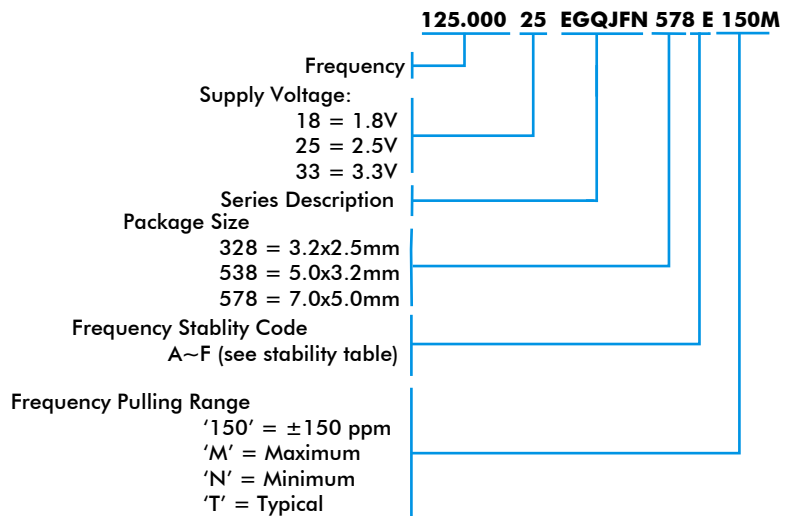 125.000 25 EGQJFN 578 E 150M
Frequency
Supply Voltage:
18 = 1.8V
25 = 2.5V
33 = 3.3V
Series Description
Package Size
328 = 3.2x2.5mm
538 = 5.0x3.2mm
578 = 7.0x5.0mm
Frequency Stablity Code
A~F (see stability table)
Frequency Pulling Range
‘150’ = ±150 ppm
‘M’ = Maximum
‘N’ = Minimum
‘T’ = Typical